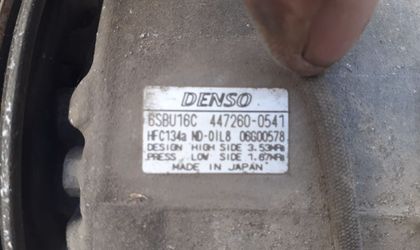 DENSO
6SBU16C 447260-0541
HFC134a ND-OIL8 06G00578
DESIGN HIGH SIDE 3.53MPa
PRESS. LOW SIDE 1.67MPa
MADE IN JAPAN